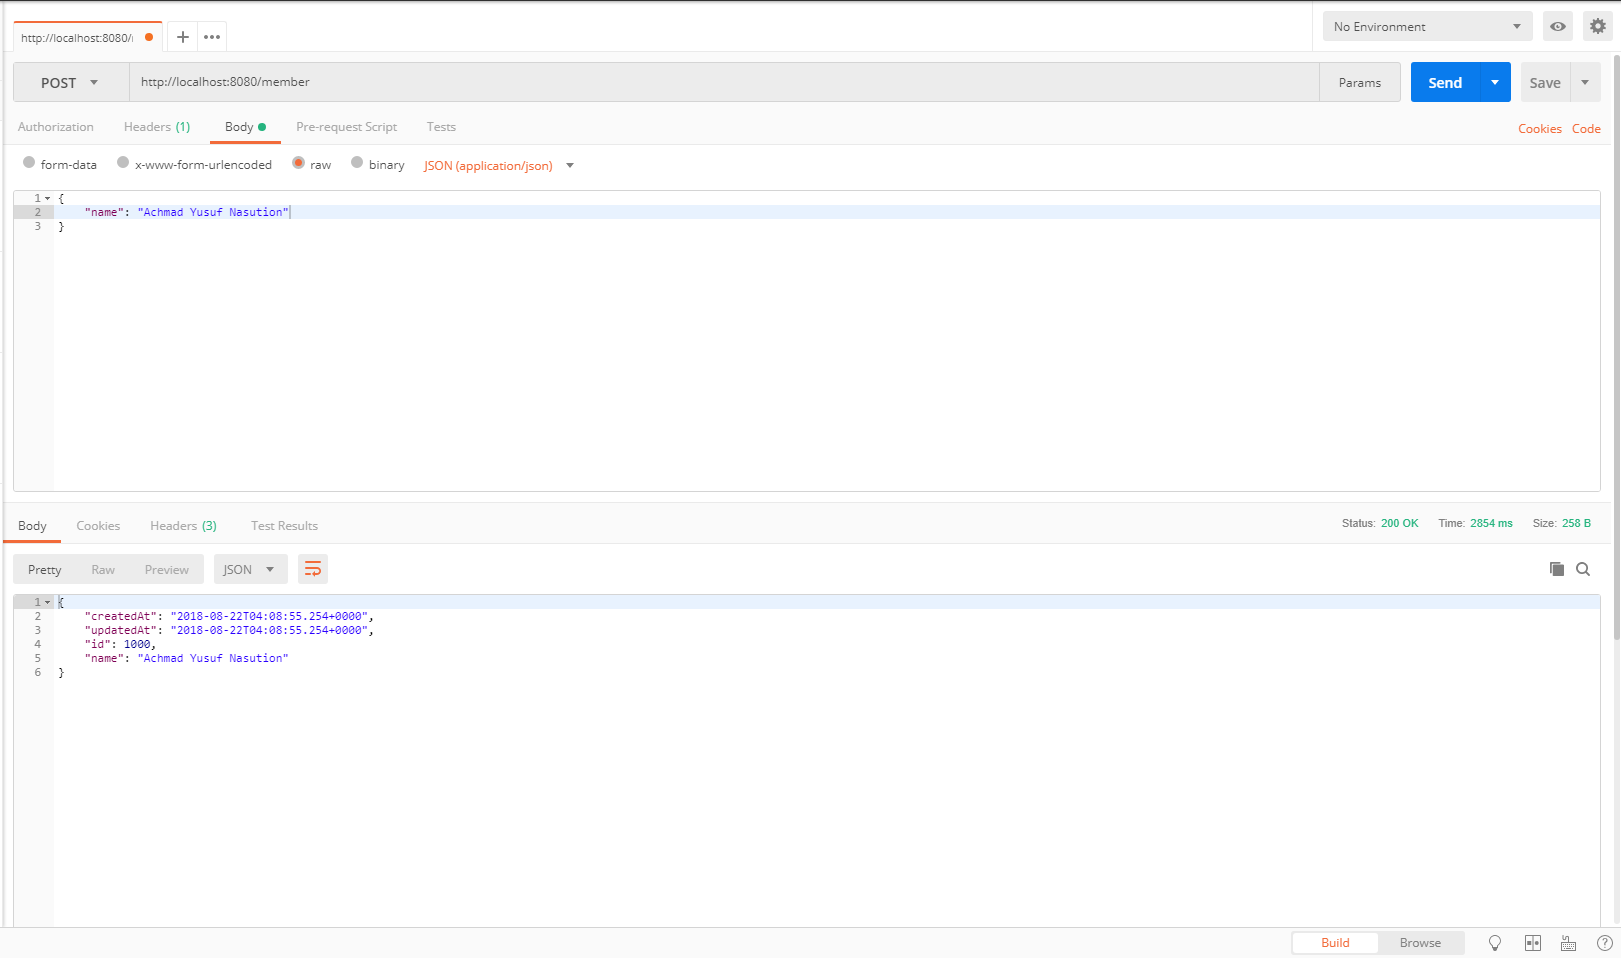 http://localhost:8080/
No Environment
POST
http://localhost:8080/member
Params
Send
Save
Authorization
Headers (1)
Body
Pre-request Script
Tests
Cookies
Code
form-data
x-www-form-urlencoded
raw
binary
JSON (application/json)
1 {
2 "name": "Achmad Yusuf Nasution"
3 }
Body
Cookies
Headers (3)
Test Results
Status: 200 OK
Time: 2854 ms
Size: 258 B
Pretty
Raw
Preview
JSON
1 {
2 "createdAt": "2018-08-22T04:08:55.254+0000",
3 "updatedAt": "2018-08-22T04:08:55.254+0000",
4 "id": 1000,
5 "name": "Achmad Yusuf Nasution"
6 }
Build
Browse